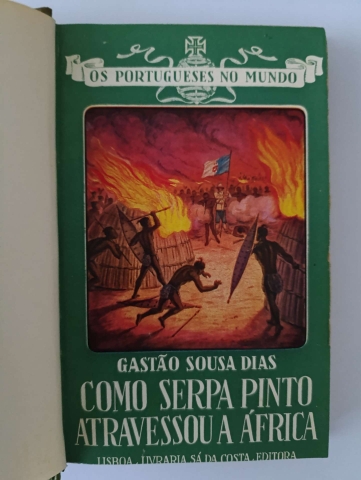 OS PORTUGUESES NO MUNDO
GASTÃO SOUSA DIAS
COMO SERPA PINTO
ATRAVESSOU A ÁFRICA
LISBOA . LIVRARIA SÁ DA COSTA . EDITORA